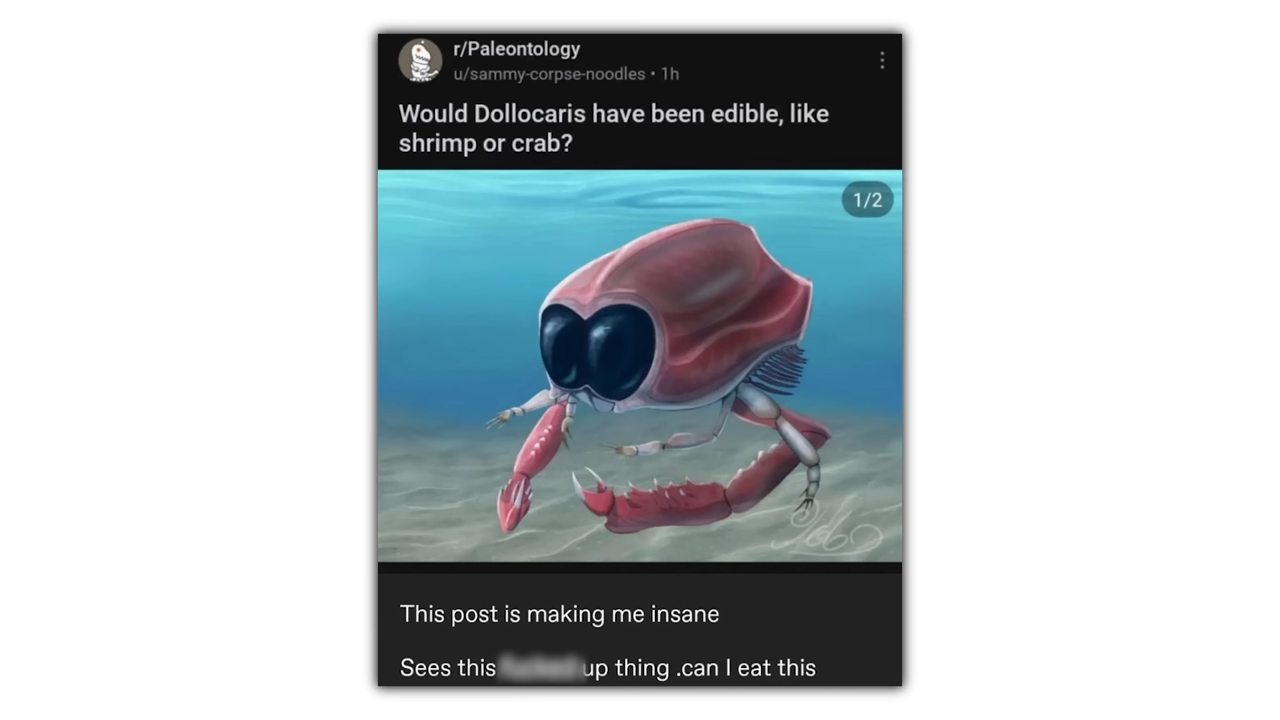 r/Paleontology
u/sammy-corpse-noodles • 1h
Would Dollocaris have been edible, like
shrimp or crab?
1/2
This post is making me insane
Sees this up thing .can I eat this